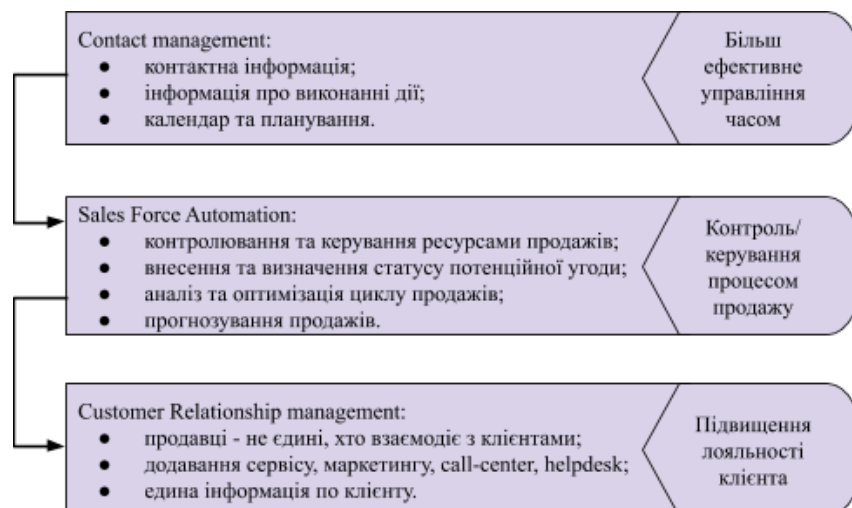 Contact management:
● контактна інформація;
● інформація про виконанні дії;
● календар та планування.
Більш
ефективне
управління
часом
Sales Force Automation:
● контролювання та керування ресурсами продажів;
● внесення та визначення статусу потенційної угоди;
● аналіз та оптимізація циклу продажів;
● прогнозування продажів.
Контроль/
керування
процесом
продажу
Customer Relationship management:
● продавці - не єдині, хто взаємодіє з клієнтами;
● додавання сервісу, маркетингу, call-center, helpdesk;
● едина інформація по клієнту.
Підвищення
лояльності
клієнта